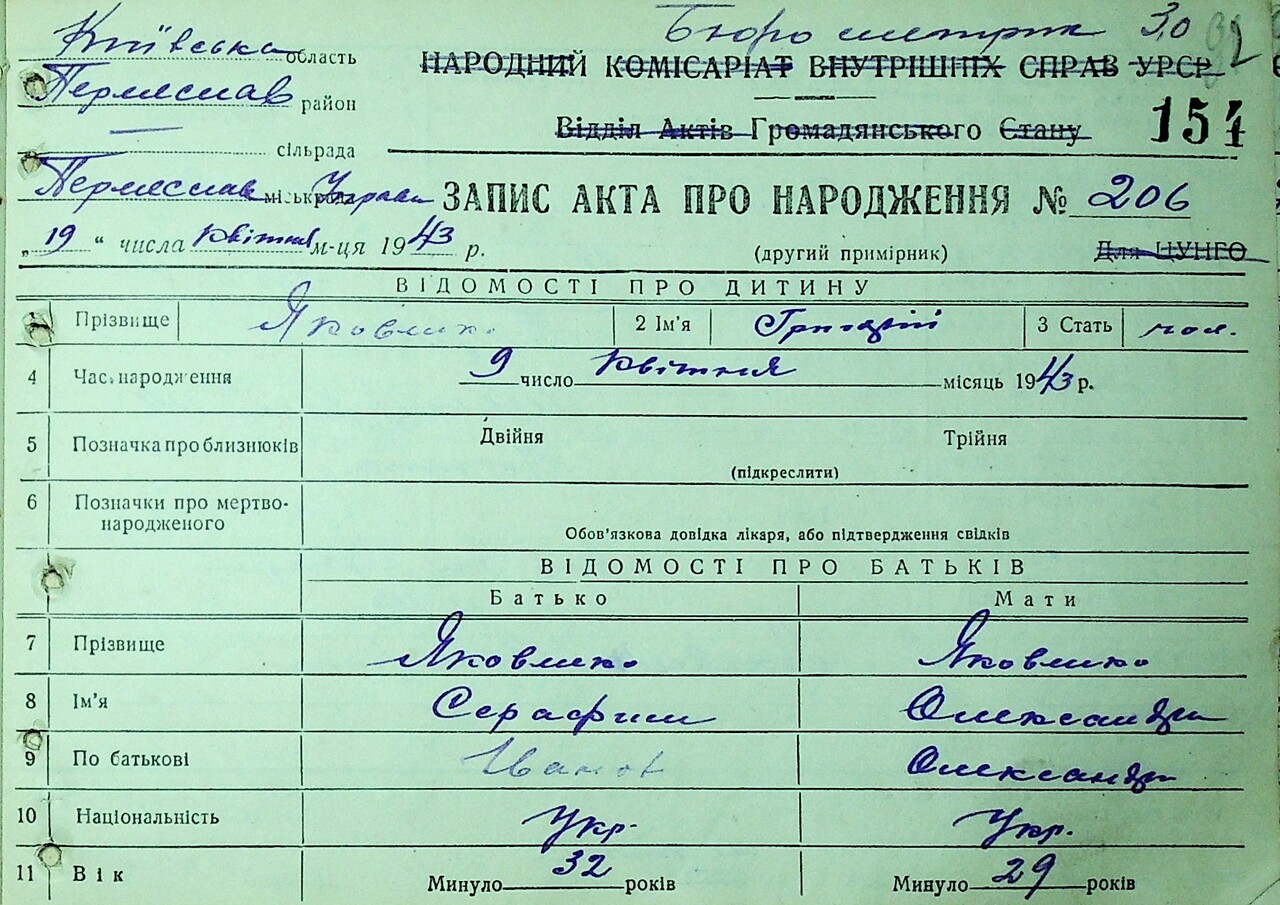 Київська область
Бюро метрик 3,0
НАРОДНИЙ КОМІСАРІАТ ВНУТРІШНІХ СПРАВ УРСР
район
Відділ Актів Громадянського Стану
154
сільрада
міськрада Управа
ЗАПИС АКТА ПРО НАРОДЖЕННЯ № 206
„19“ числа квітня м-ця 1943 р.
(другий примірник)
Для ЦУНГО
ВІДОМОСТІ ПРО ДИТИНУ
1 Прізвище Яковенко 2 Ім'я 3 Стать чол.
4 Час народження 9 число квітня місяць 1943 р.
5 Позначка про близнюків Двійня Трійня
(підкреслити)
6 Позначки про мертво-
народженого
Обов'язкова довідка лікаря, або підтвердження свідків
ВІДОМОСТІ ПРО БАТЬКІВ
Батько Мати
7 Прізвище Яковенко Яковенко
8 Ім'я Серафим Олександра
9 По батькові Іванов Олександр
10 Національність Укр. Укр.
11 Вік Минуло 32 років Минуло 29 років